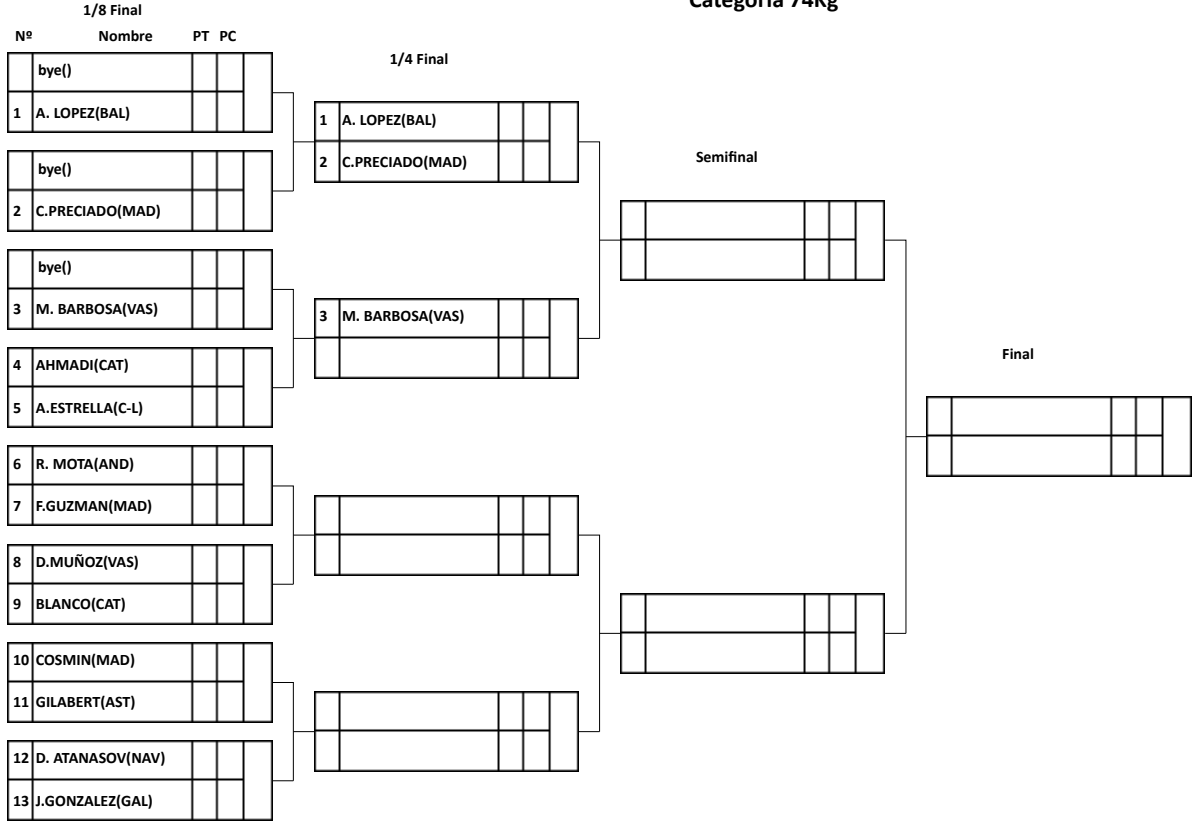 Categoría 74Kg
1/8 Final
Nº Nombre PT PC
bye()
1 A. LOPEZ(BAL)
bye()
2 C.PRECIADO(MAD)
bye()
3 M. BARBOSA(VAS)
4 AHMADI(CAT)
5 A.ESTRELLA(C-L)
6 R. MOTA(AND)
7 F.GUZMAN(MAD)
8 D.MUÑOZ(VAS)
9 BLANCO(CAT)
10 COSMIN(MAD)
11 GILABERT(AST)
12 D. ATANASOV(NAV)
13 J.GONZALEZ(GAL)
1/4 Final
1 A. LOPEZ(BAL)
2 C.PRECIADO(MAD)
3 M. BARBOSA(VAS)
Semifinal
Final